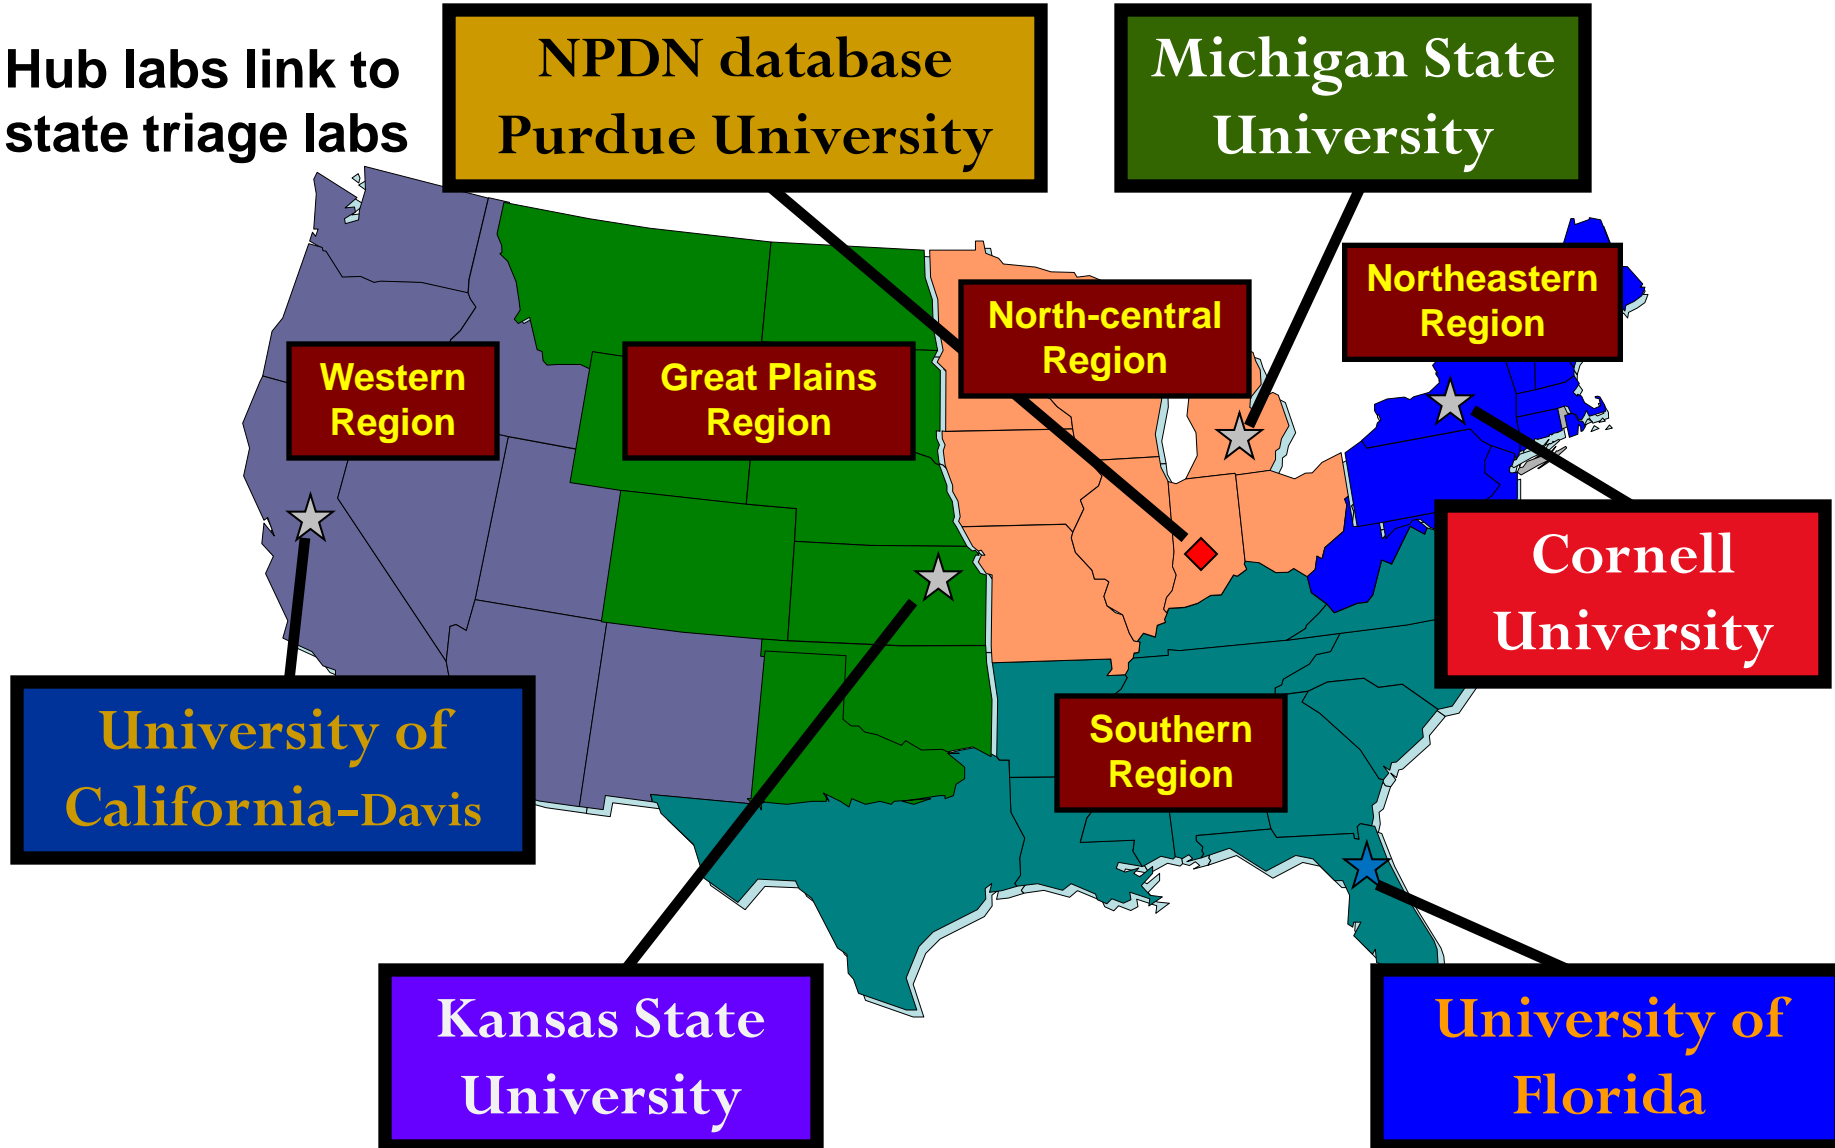 Hub labs link to
state triage labs
NPDN database
Purdue University
Michigan State
University
Northeastern
Region
North-central
Region
Western
Region
Great Plains
Region
Cornell
University
University of
California-Davis
Southern
Region
Kansas State
University
University of
Florida